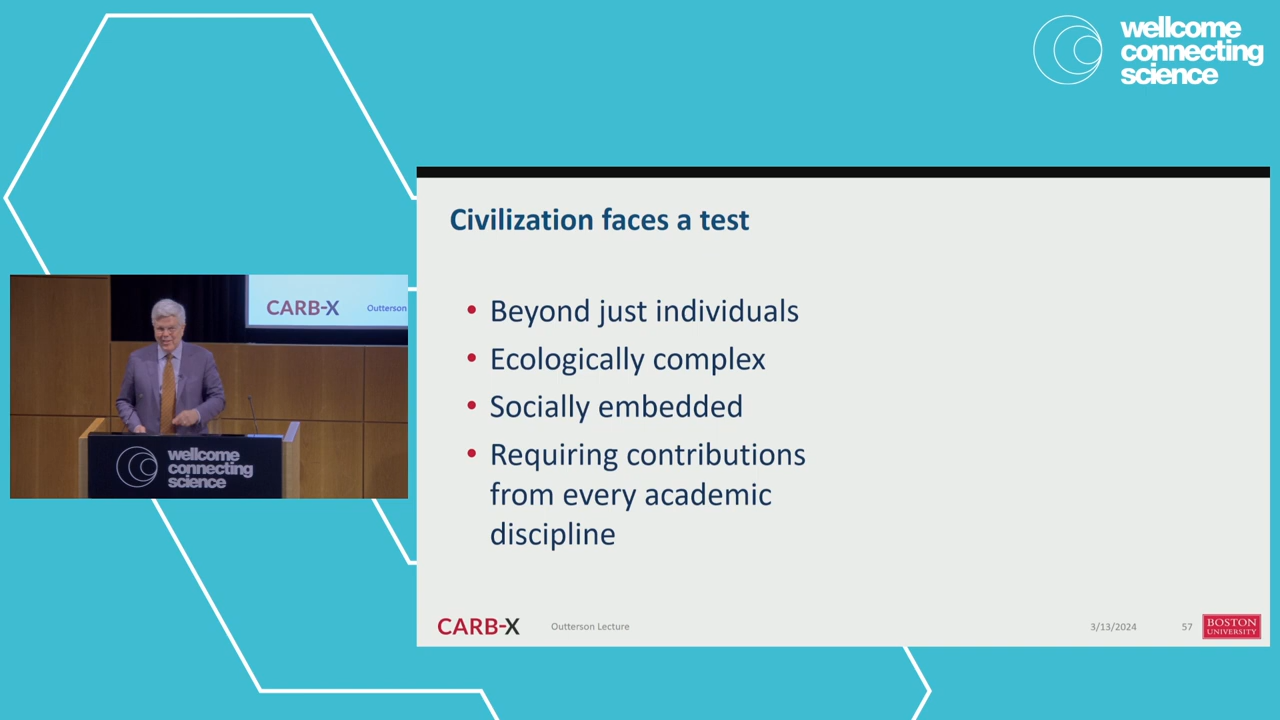 wellcome
connecting
science
Civilization faces a test
• Beyond just individuals
• Ecologically complex
• Socially embedded
• Requiring contributions
from every academic
discipline
CARB-X
Outterson Lecture
3/13/2024
57
BOSTON
UNIVERSITY
CARB-X
Outterson
wellcome
connecting
science